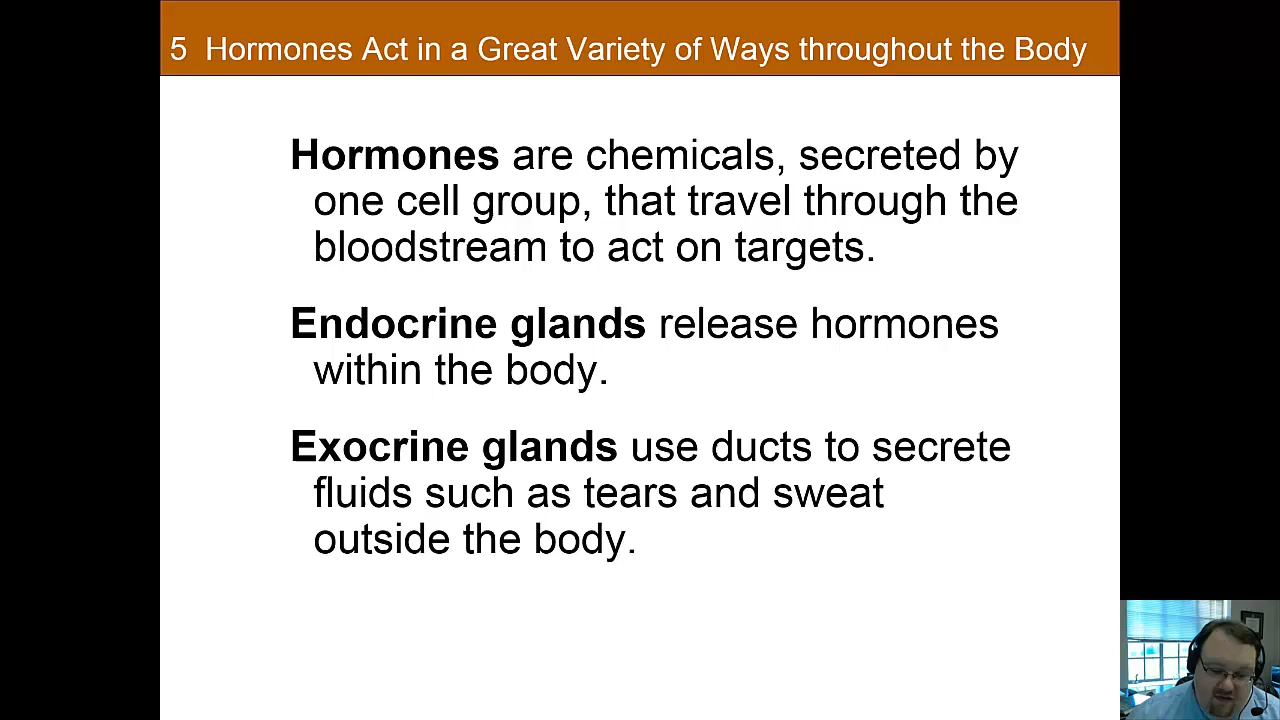 5 Hormones Act in a Great Variety of Ways throughout the Body
Hormones are chemicals, secreted by
one cell group, that travel through the
bloodstream to act on targets.
Endocrine glands release hormones
within the body.
Exocrine glands use ducts to secrete
fluids such as tears and sweat
outside the body.